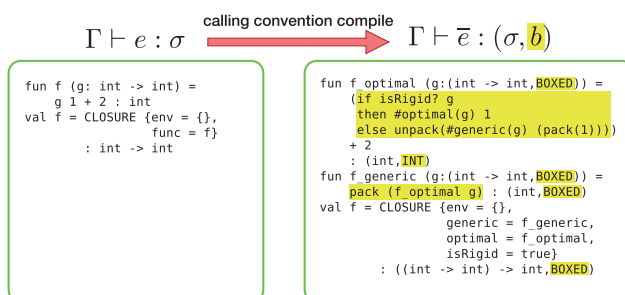 calling convention compile
Γ ⊢ e : σ
Γ ⊢ e̅ : (σ, b)
fun f (g: int -> int) =
    g 1 + 2 : int
val f = CLOSURE {env = {},
                 func = f}
        : int -> int
fun f_optimal (g:(int -> int,BOXED)) =
    (if isRigid? g
     then #optimal(g) 1
     else unpack(#generic(g) (pack(1))))
    + 2
    : (int,INT)
fun f_generic (g:(int -> int,BOXED)) =
    pack (f_optimal g) : (int,BOXED)
val f = CLOSURE {env = {},
                 generic = f_generic,
                 optimal = f_optimal,
                 isRigid = true}
        : ((int -> int) -> int,BOXED)